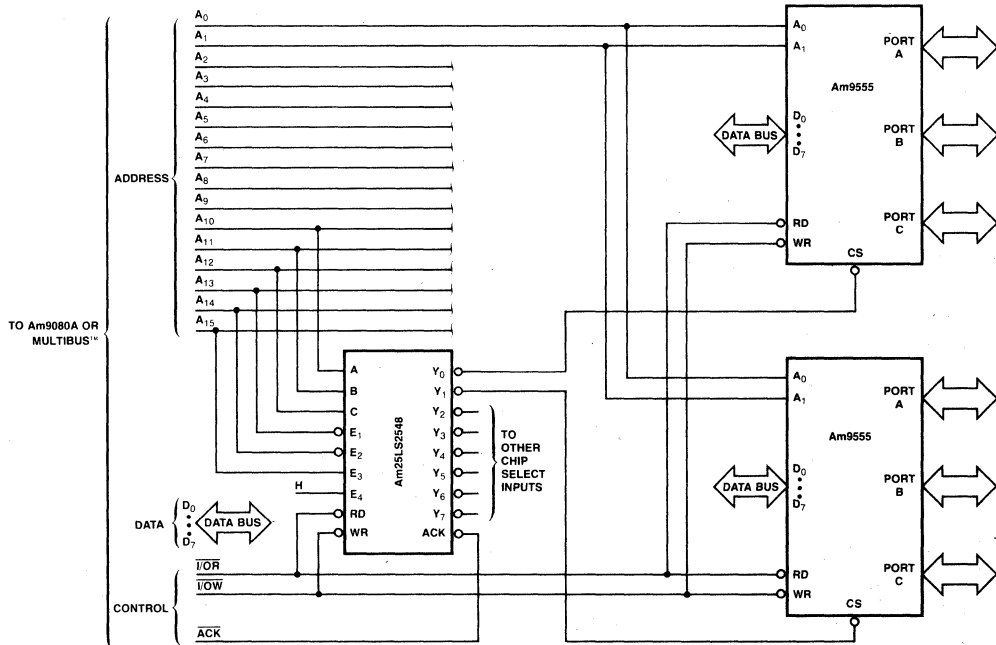 A0
A1
A2
A3
A4
A5
A6
A7
A8
A9
A10
A11
A12
A13
A14
A15
ADDRESS
TO Am9080A OR
MULTIBUS™
DATA
D0
D7
DATA BUS
CONTROL
I/OR
I/OW
ACK
H
A
B
C
E1
E2
E3
E4
RD
WR
Am25LS2548
Y0
Y1
Y2
Y3
Y4
Y5
Y6
Y7
ACK
TO
OTHER
CHIP
SELECT
INPUTS
A0
A1
Am9555
DATA BUS
D0
D7
RD
WR
CS
PORT
A
PORT
B
PORT
C
A0
A1
Am9555
DATA BUS
D0
D7
RD
WR
CS
PORT
A
PORT
B
PORT
C